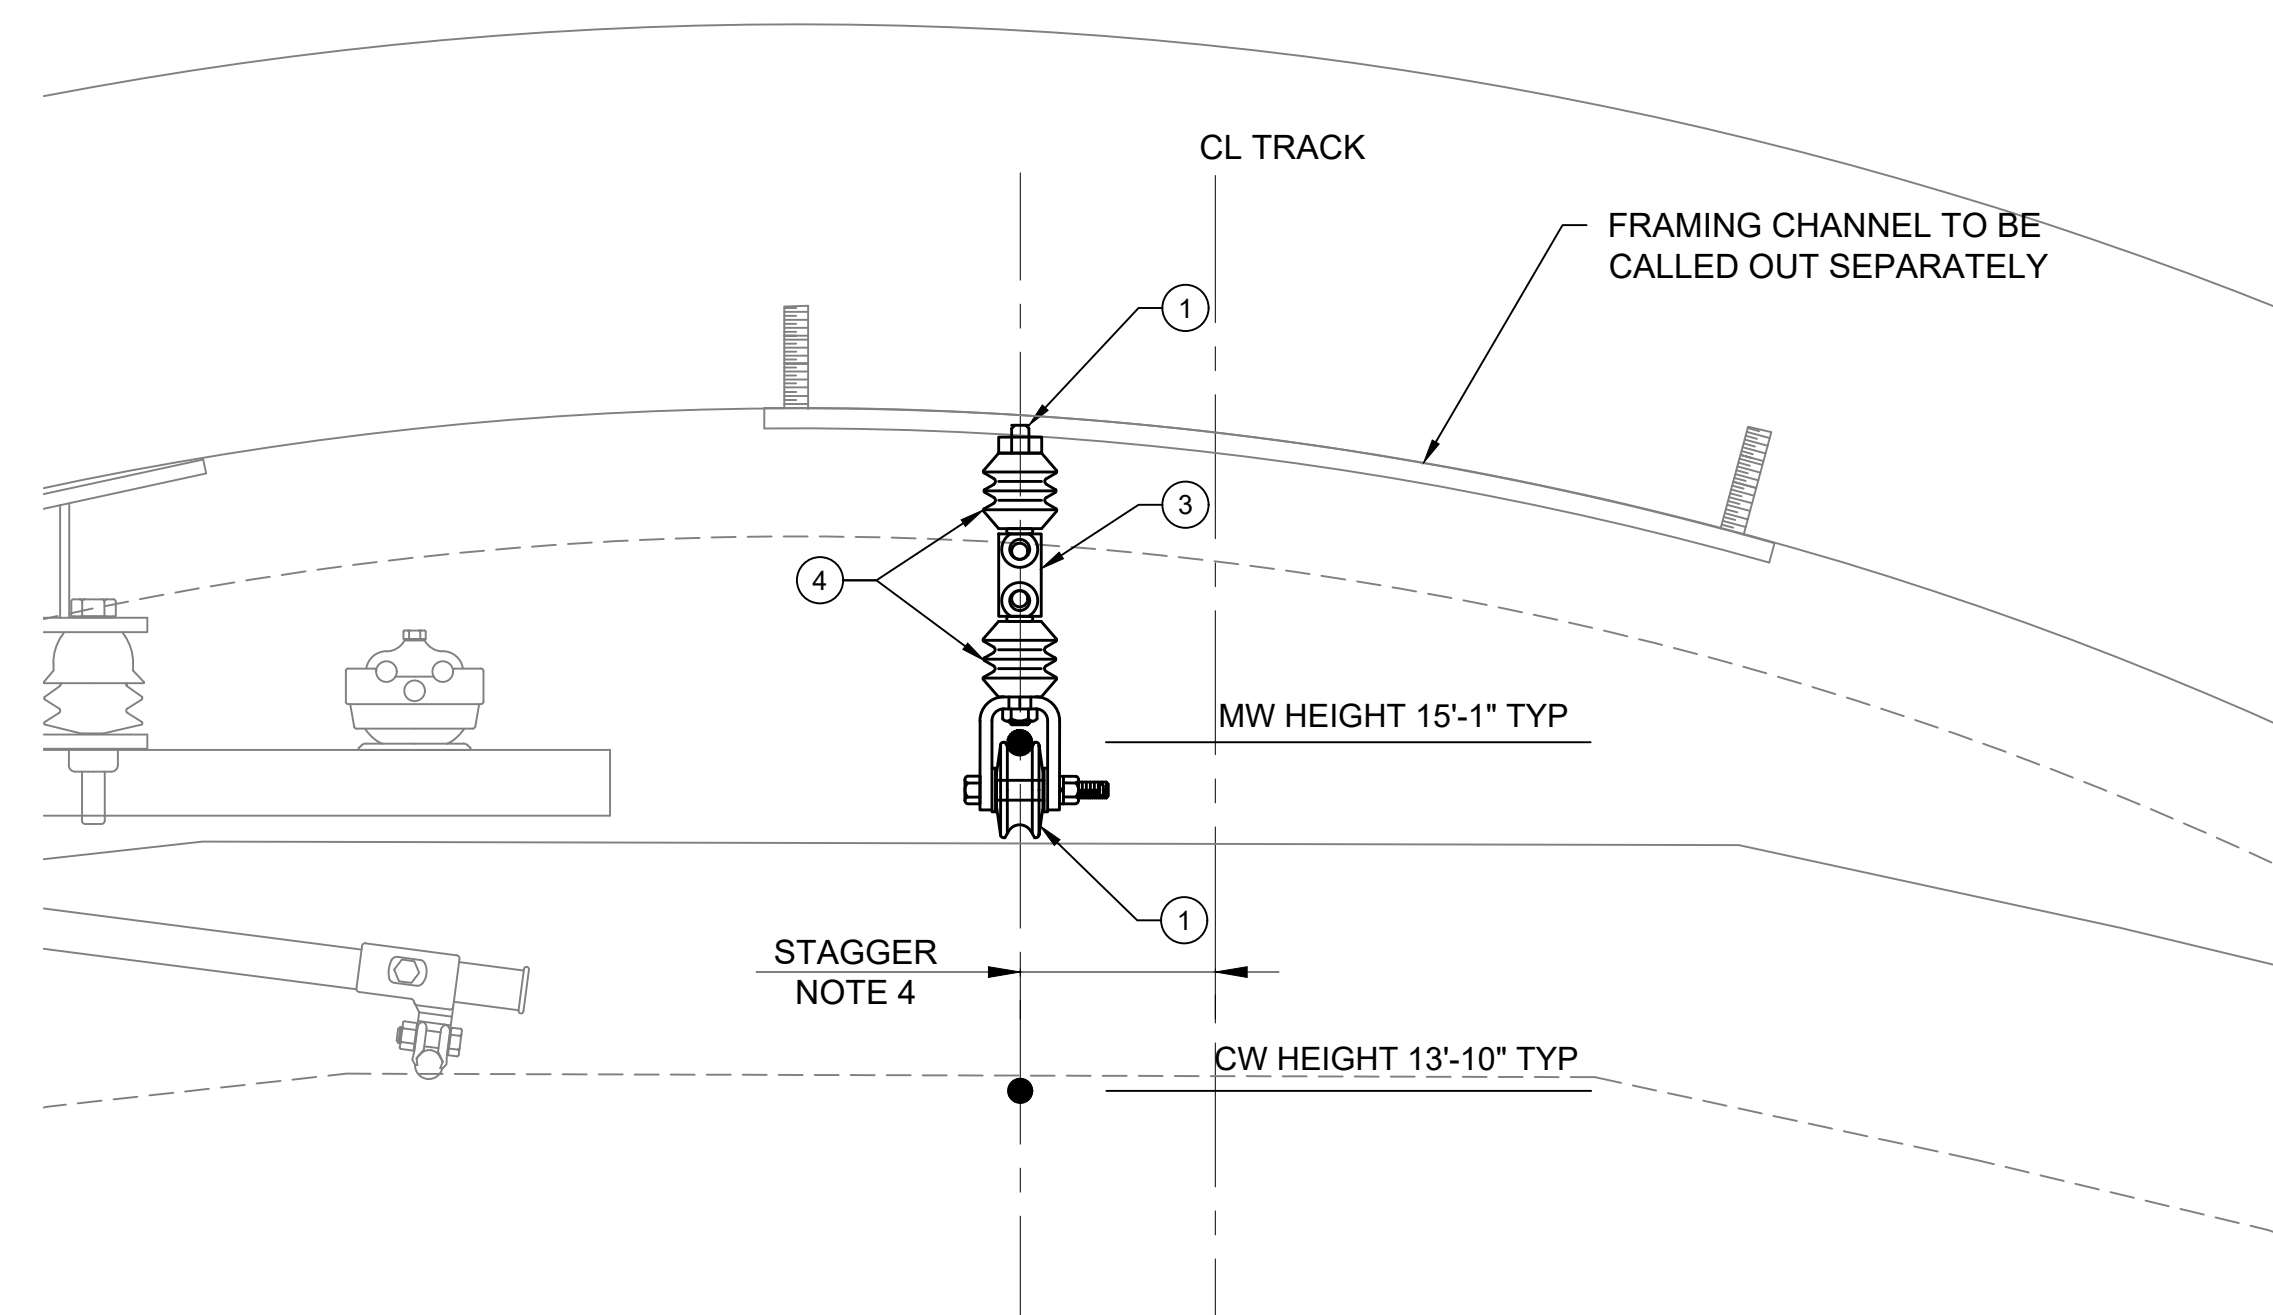 CL TRACK
FRAMING CHANNEL TO BE
CALLED OUT SEPARATELY
1
3
4
MW HEIGHT 15'-1" TYP
1
STAGGER
NOTE 4
CW HEIGHT 13'-10" TYP